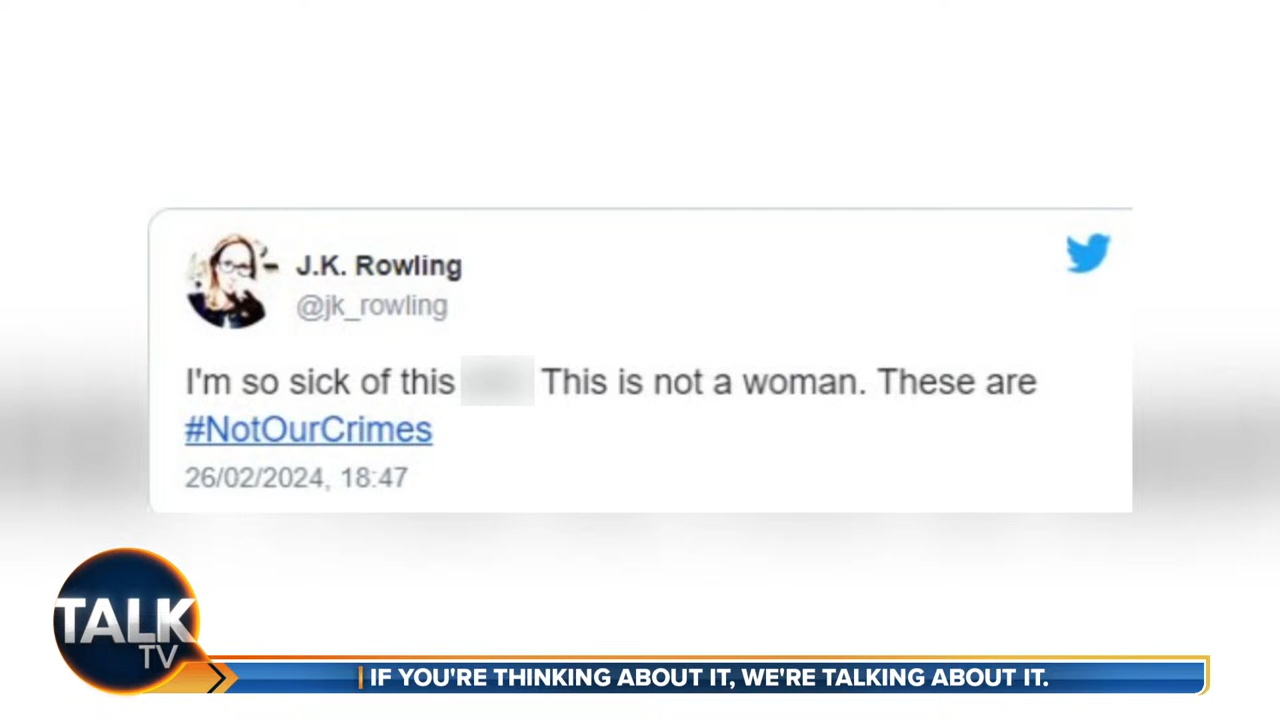 J.K. Rowling
@jk_rowling
I'm so sick of this This is not a woman. These are
#NotOurCrimes
26/02/2024, 18:47
TALK
TV
IF YOU'RE THINKING ABOUT IT, WE'RE TALKING ABOUT IT.